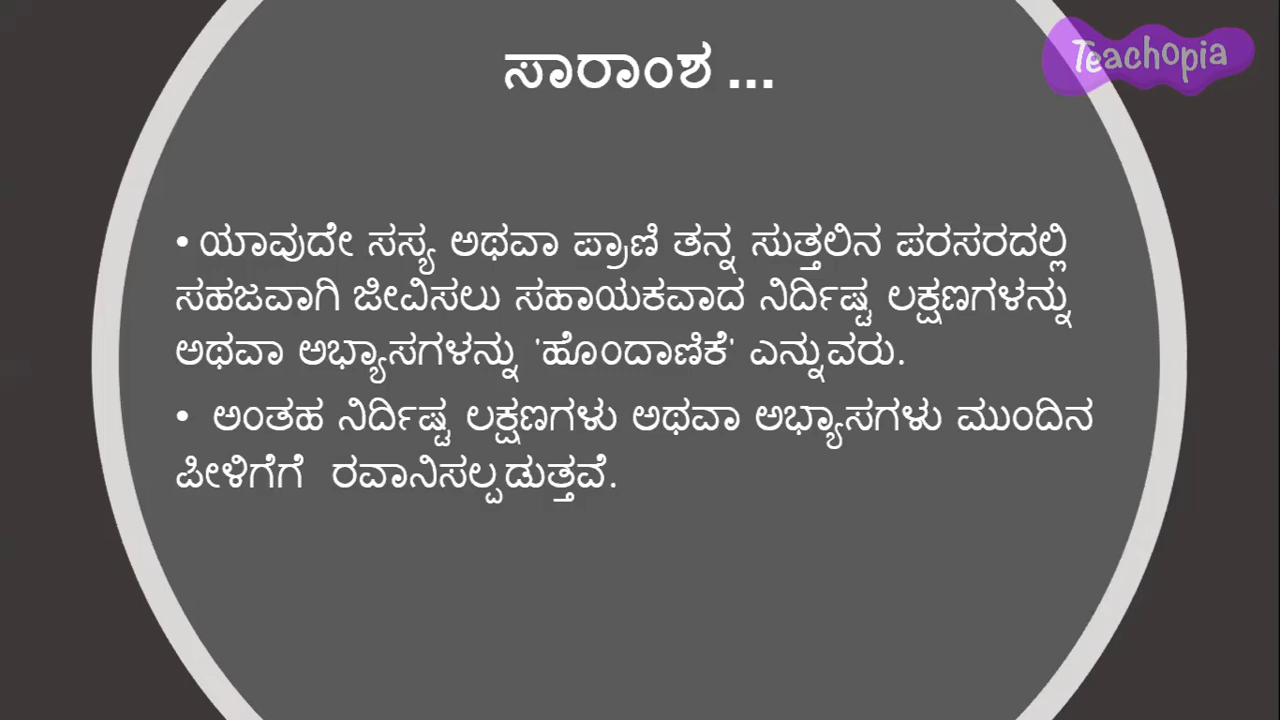 ಸಾರಾಂಶ ...
Teachopia
• ಯಾವುದೇ ಸಸ್ಯ ಅಥವಾ ಪ್ರಾಣಿ ತನ್ನ ಸುತ್ತಲಿನ ಪರಸರದಲ್ಲಿ
ಸಹಜವಾಗಿ ಜೀವಿಸಲು ಸಹಾಯಕವಾದ ನಿರ್ದಿಷ್ಟ ಲಕ್ಷಣಗಳನ್ನು
ಅಥವಾ ಅಭ್ಯಾಸಗಳನ್ನು 'ಹೊಂದಾಣಿಕೆ' ಎನ್ನುವರು.
• ಅಂತಹ ನಿರ್ದಿಷ್ಟ ಲಕ್ಷಣಗಳು ಅಥವಾ ಅಭ್ಯಾಸಗಳು ಮುಂದಿನ
ಪೀಳಿಗೆಗೆ ರವಾನಿಸಲ್ಪಡುತ್ತವೆ.